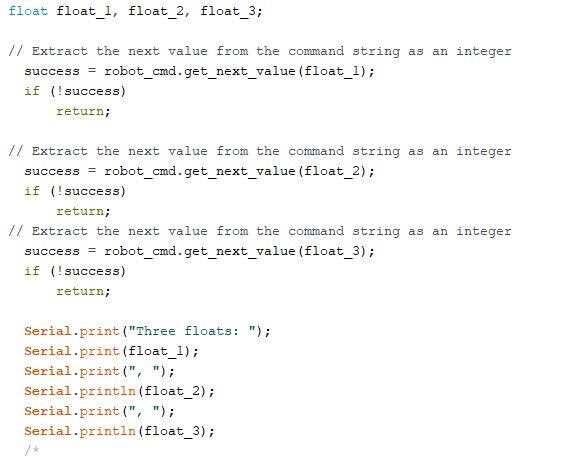 float float_1, float_2, float_3;
// Extract the next value from the command string as an integer
success = robot_cmd.get_next_value(float_1);
if (!success)
return;
// Extract the next value from the command string as an integer
success = robot_cmd.get_next_value(float_2);
if (!success)
return;
// Extract the next value from the command string as an integer
success = robot_cmd.get_next_value(float_3);
if (!success)
return;
Serial.print("Three floats: ");
Serial.print(float_1);
Serial.print(", ");
Serial.println(float_2);
Serial.print(", ");
Serial.println(float_3);
/*